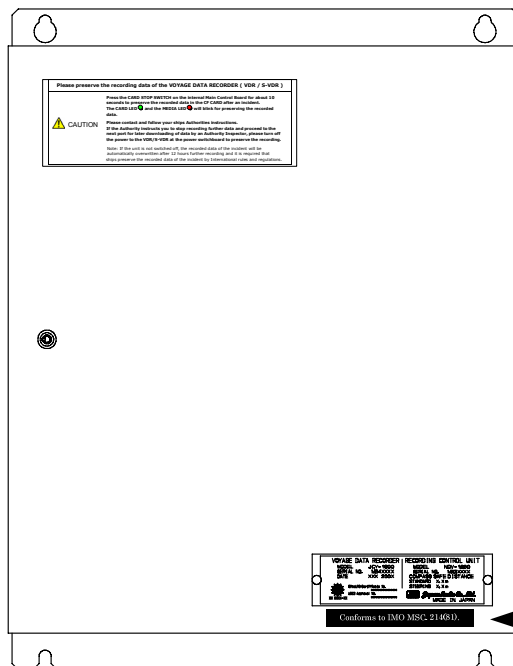 Please preserve the recording data of the VOYAGE DATA RECORDER ( VDR / S-VDR )
Press the CARD STOP SWITCH on the internal Main Control Board for about 10
seconds to preserve the recorded data in the CF CARD after an incident.
The CARD LED and the MEDIA LED will blink for preserving the recorded
data.
CAUTION
Please contact and follow your ships Authorities instructions.
If the Authority instructs you to stop recording further data and proceed to the
next port for later downloading of data by an Authority Inspector, please turn off
the power to the VDR/S-VDR at the power switchboard to preserve the recording.
Note: If the unit is not switched off, the recorded data of the incident will be
automatically overwritten after 12 hours further recording and it is required that
ships preserve the recorded data of the incident by International rules and regulations.
VOYAGE DATA RECORDER
MODEL
SERIAL NO.
DATE XXX 200X
RECORDING CONTROL UNIT
MODEL
SERIAL NO.
COMPASS SAFE DISTANCE
STANDARD X.Xm
STEERING X.Xm
MADE IN JAPAN
Conforms to IMO MSC. 214(81).